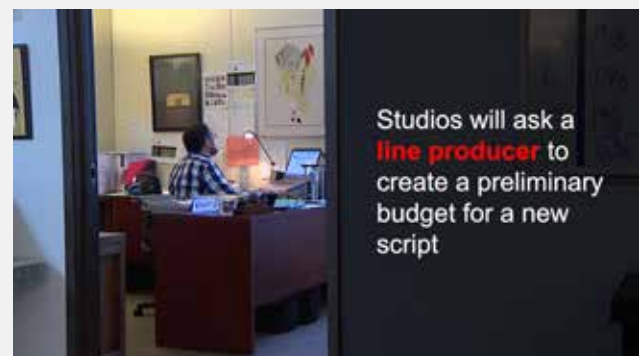 Studios will ask a
line producer to
create a preliminary
budget for a new
script